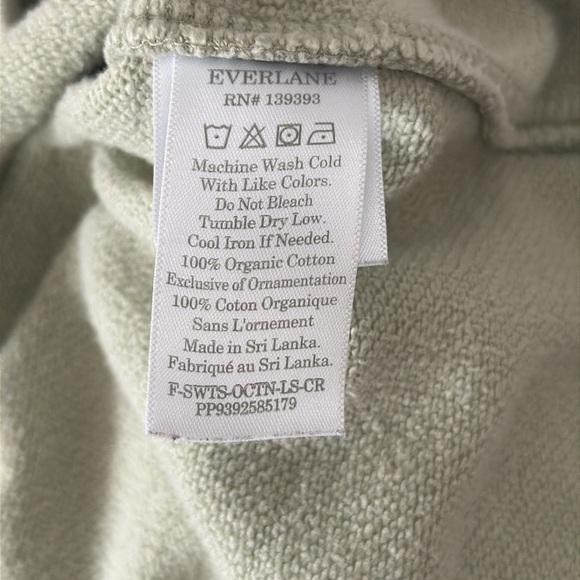 EVERLANE
RN# 139393
Machine Wash Cold
With Like Colors.
Do Not Bleach
Tumble Dry Low.
Cool Iron If Needed.
100% Organic Cotton
Exclusive of Ornamentation
100% Coton Organique
Sans L'ornement
Made in Sri Lanka.
Fabriqué au Sri Lanka.
F-SWTS-OCTN-LS-CR
PP9392585179